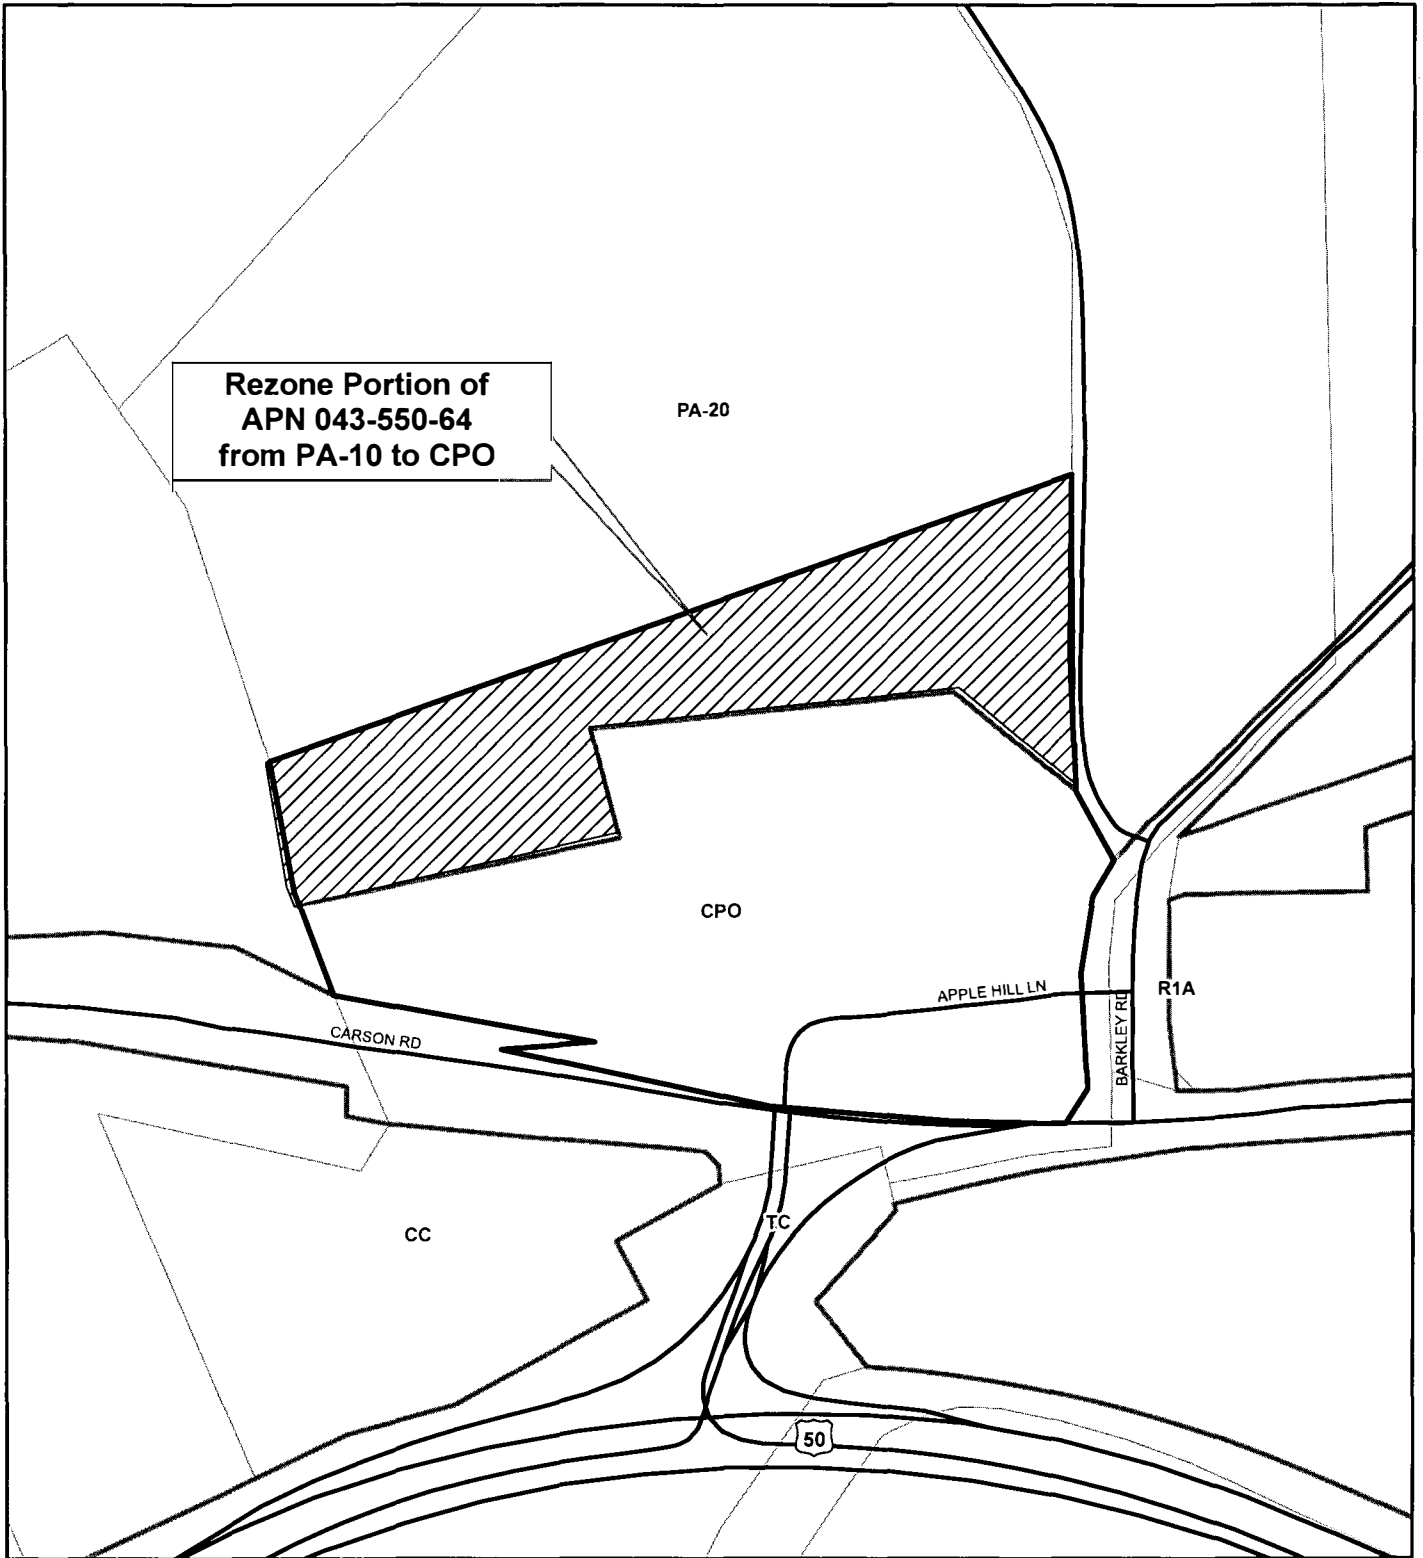 Rezone Portion of
APN 043-550-64
from PA-10 to CPO
PA-20
CPO
APPLE HILL LN
R1A
BARKLEY RD
CARSON RD
TC
CC
50